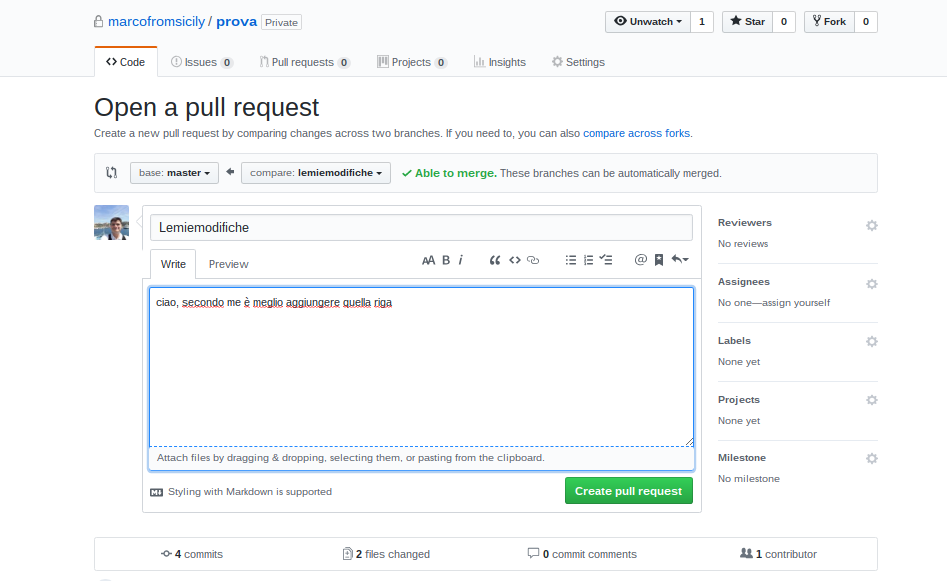 marcofromsicily / prova Private
Unwatch 1 Star 0 Fork 0
Code Issues 0 Pull requests 0 Projects 0 Insights Settings
Open a pull request
Create a new pull request by comparing changes across two branches. If you need to, you can also compare across forks.
base: master compare: lemiemodifiche Able to merge. These branches can be automatically merged.
Lemiemodifiche
Write Preview AA B i
ciao, secondo me è meglio aggiungere quella riga
Attach files by dragging & dropping, selecting them, or pasting from the clipboard.
Styling with Markdown is supported
Create pull request
Reviewers
No reviews
Assignees
No one—assign yourself
Labels
None yet
Projects
None yet
Milestone
No milestone
4 commits 2 files changed 0 commit comments 1 contributor